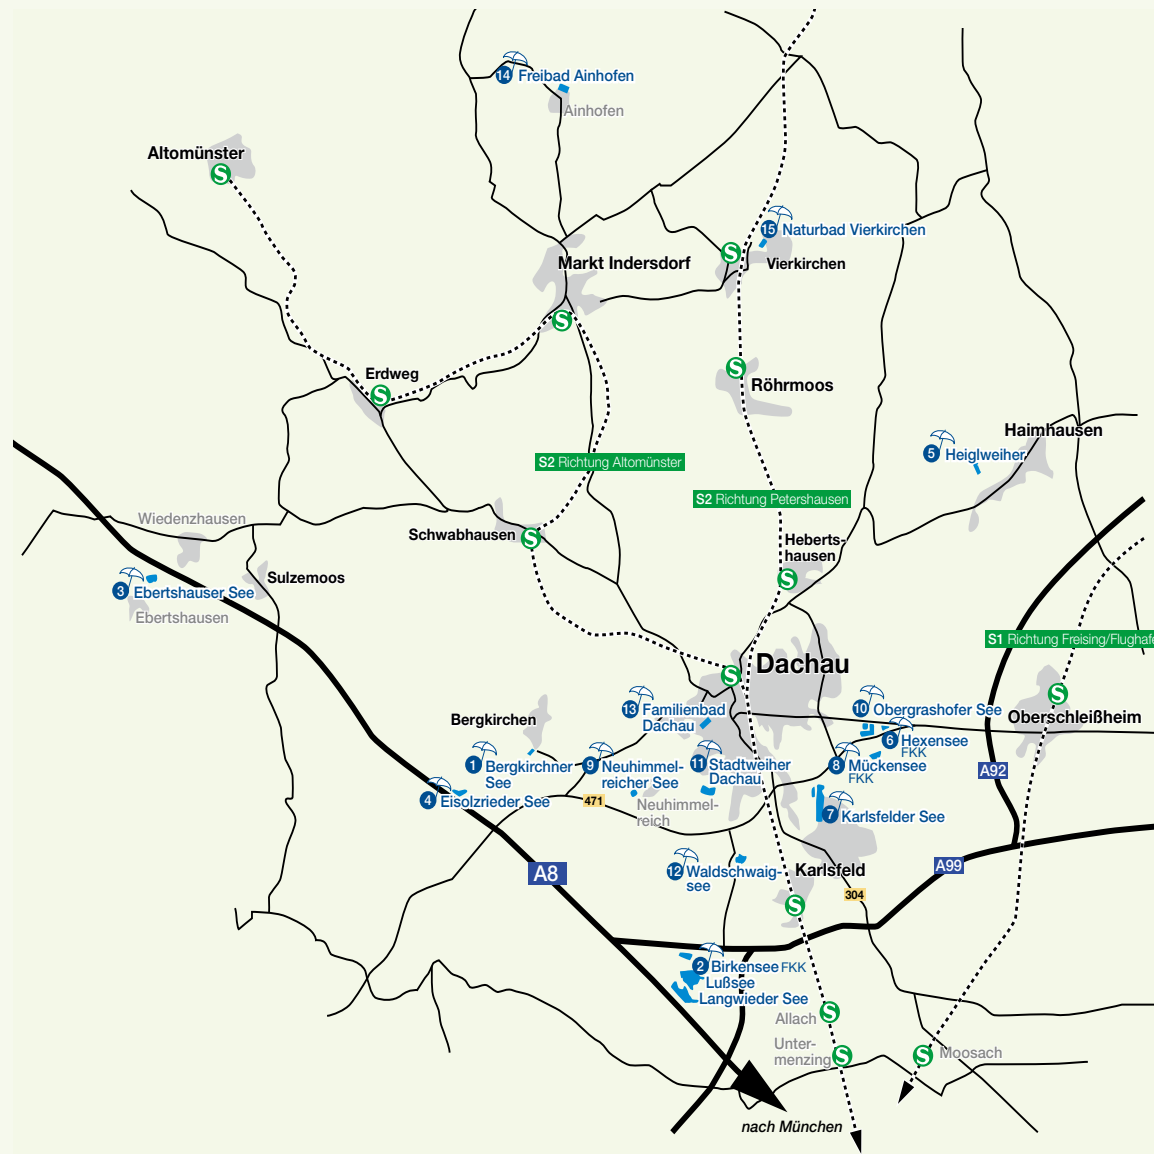 14 Freibad Ainhofen
Ainhofen
Altomünster
S
15 Naturbad Vierkirchen
S
Vierkirchen
Markt Indersdorf
S
Erdweg
S
S
Röhrmoos
Haimhausen
5 Heiglweiher
S2 Richtung Altomünster
S2 Richtung Petershausen
Wiedenzhausen
Schwabhausen
S
Heberts-
hausen
S
Sulzemoos
3 Ebertshauser See
Ebertshausen
S1 Richtung Freising/Flughafe
Dachau
S
S
Oberschleißheim
13 Familienbad
Dachau
10 Obergrashofer See
Bergkirchen
6 Hexensee
FKK
1 Bergkirchner
See
9 Neuhimmel-
reicher See
11 Stadtweiher
Dachau
8 Mückensee
FKK
A92
4 Eisolzrieder See
471
Neuhimmel-
reich
7 Karlsfelder See
A8
12 Waldschwaig-
see
Karlsfeld
A99
304
S
2 Birkensee FKK
Lußsee
Langwieder See
Allach
S
Unter-
menzing
S
S
Moosach
nach München